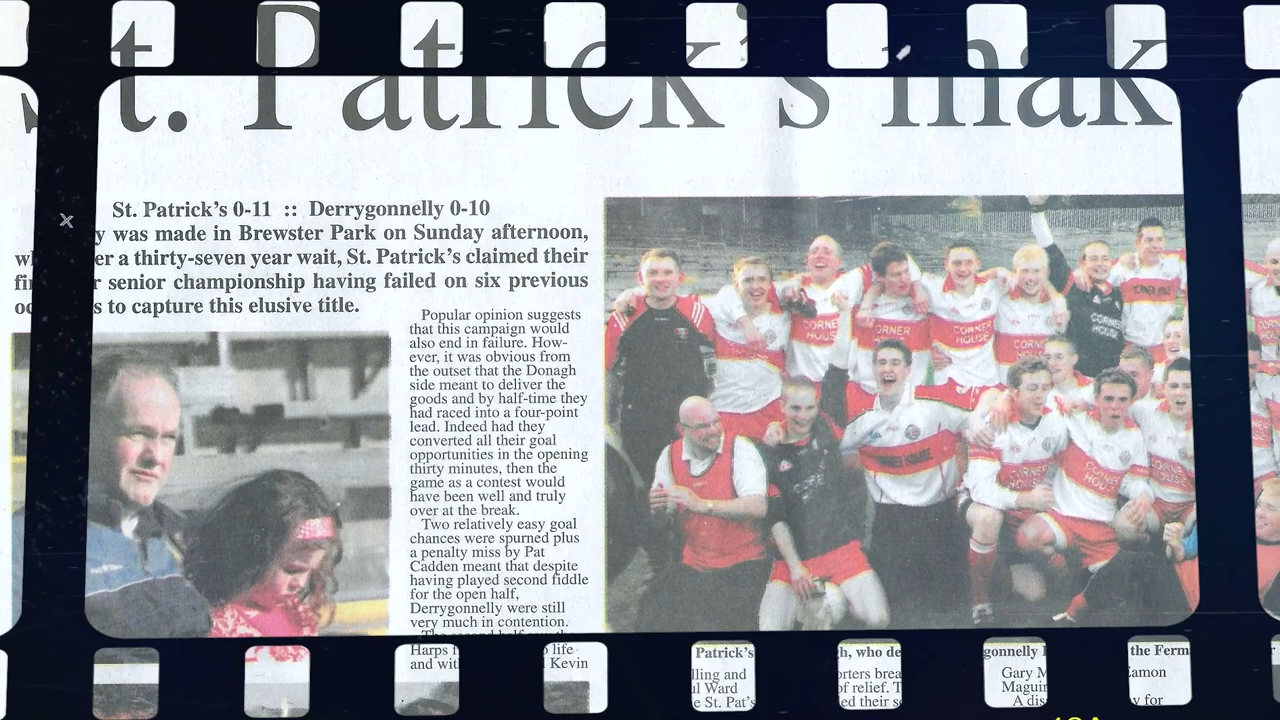 t. Patrick's mak
St. Patrick's 0-11 :: Derrygonnelly 0-10
y was made in Brewster Park on Sunday afternoon,
er a thirty-seven year wait, St. Patrick's claimed their
senior championship having failed on six previous
s to capture this elusive title.
Popular opinion suggests
that this campaign would
also end in failure. How-
ever, it was obvious from
the outset that the Donagh
side meant to deliver the
goods and by half-time they
had raced into a four-point
lead. Indeed had they
converted all their goal
opportunities in the opening
thirty minutes, then the
game as a contest would
have been well and truly
over at the break.
Two relatively easy goal
chances were spurned plus
a penalty miss by Pat
Cadden meant that despite
having played second fiddle
for the open half,
Derrygonnelly were still
very much in contention.
Harps life
and Kevin
CORNER HOUSE
CORNER
CORNER HOUSE
CORNER HOUSE
CORNER HOUSE
CORNER HOUSE
Patrick's
h, who de
gonnelly
the Ferm
lling and
orters brea
Gary M
amon
Ward
of relief. T
Maguir
e St. Pat's
ed their s
A dis
y for